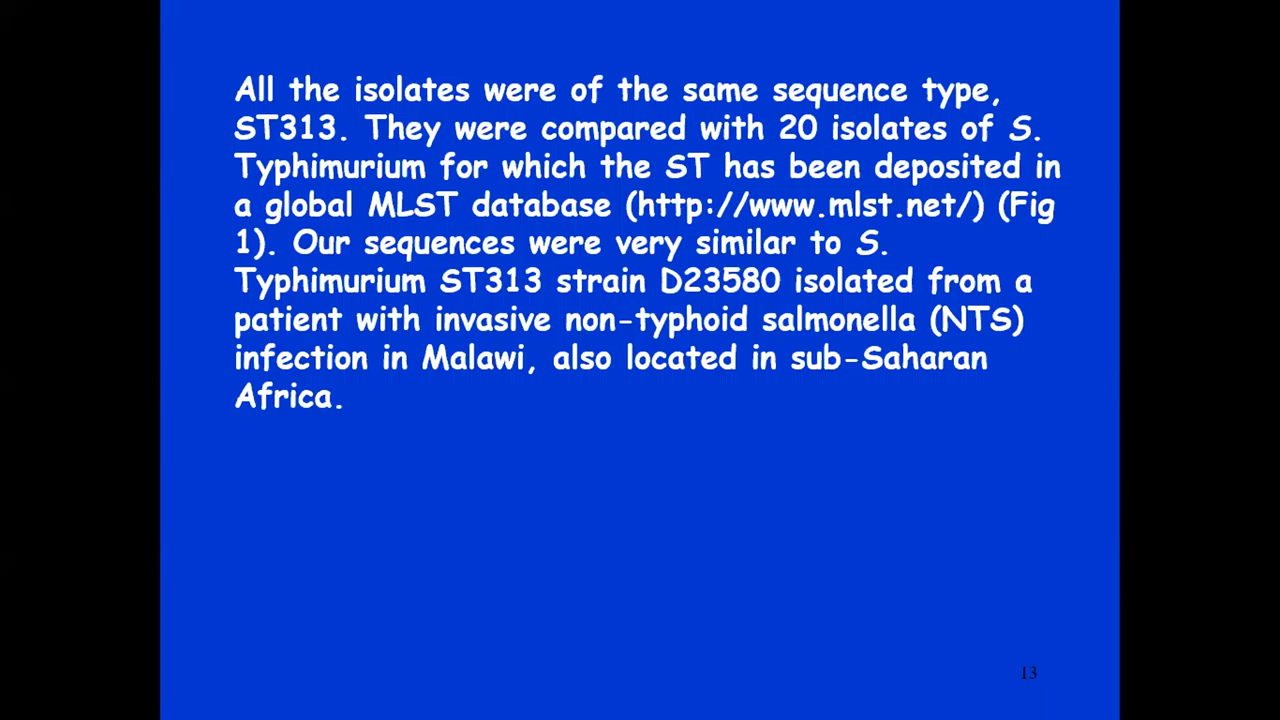 All the isolates were of the same sequence type,
ST313. They were compared with 20 isolates of S.
Typhimurium for which the ST has been deposited in
a global MLST database (http://www.mlst.net/) (Fig
1). Our sequences were very similar to S.
Typhimurium ST313 strain D23580 isolated from a
patient with invasive non-typhoid salmonella (NTS)
infection in Malawi, also located in sub-Saharan
Africa.
13